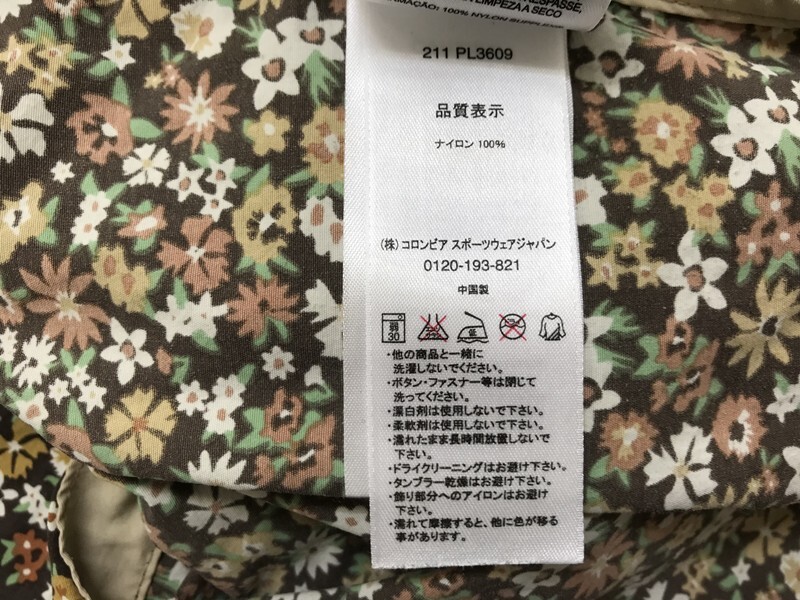 RESPASSE,
LIMPEZA A SECO
MAÇÃO: 100% NYLON
211 PL3609
品質表示
ナイロン 100%
(株) コロンビア スポーツウェアジャパン
0120-193-821
中国製
弱
30
低
・他の商品と一緒に
洗濯しないでください。
・ボタン・ファスナー等は閉じて
洗ってください。
・漂白剤は使用しないで下さい。
・柔軟剤は使用しないで下さい。
・濡れたまま長時間放置しないで
下さい。
・ドライクリーニングはお避け下さい。
・タンブラー乾燥はお避け下さい。
・飾り部分へのアイロンはお避け
下さい。
・濡れて摩擦すると、他に色が移る
事があります。